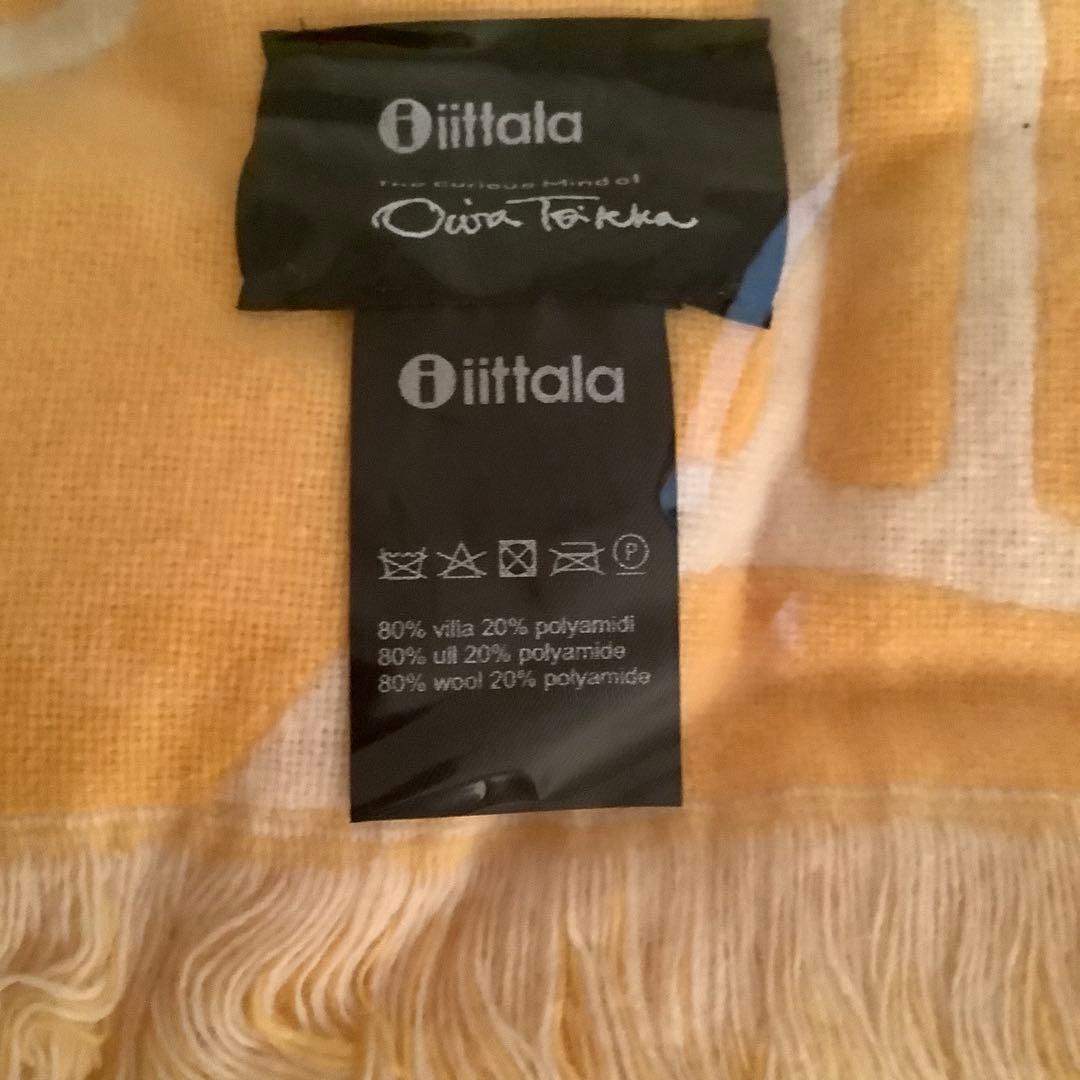 i iittala
The Curious Mind of
Oiva Toikka
i iittala
P
80% villa 20% polyamidi
80% ull 20% polyamide
80% wool 20% polyamide